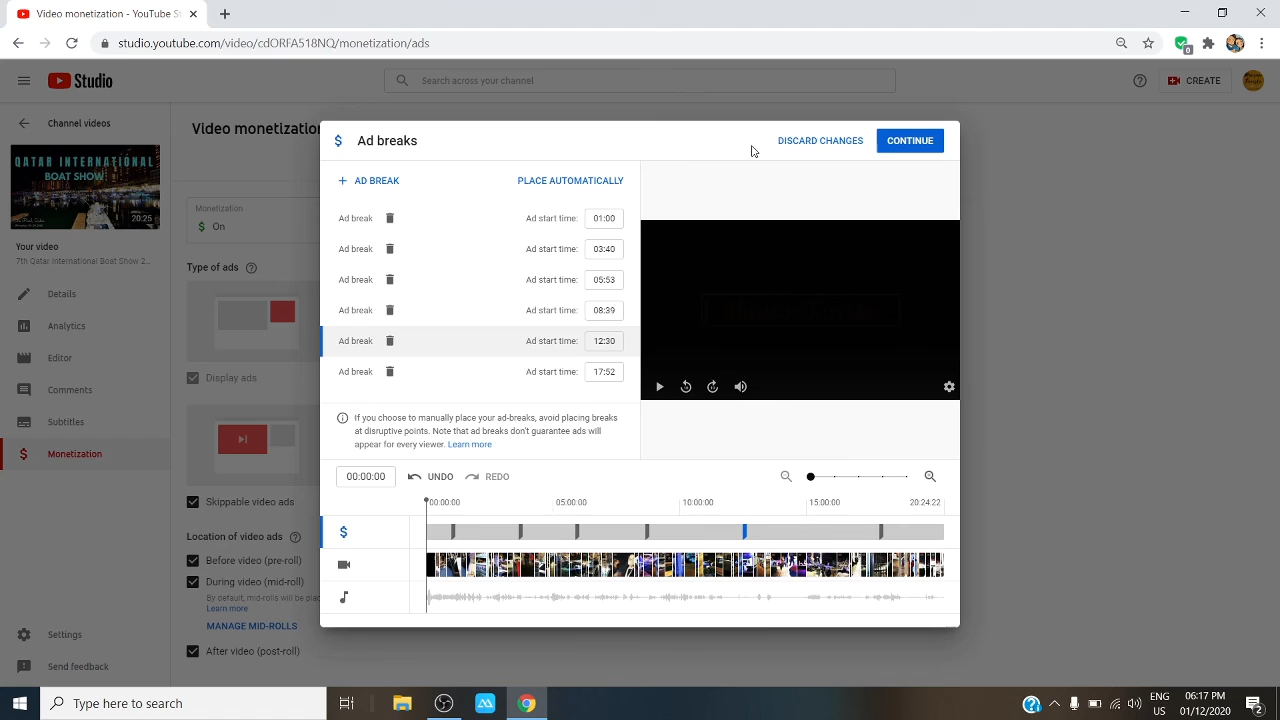 Video monetization - YouTube S
studio.youtube.com/video/cdORFA518NQ/monetization/ads
0
Studio
Search across your channel
CREATE
Channel videos
QATAR INTERNATIONAL
BOAT SHOW
20:25
Your video
7th Qatar International Boat Show 2...
Details
Analytics
Editor
Comments
Subtitles
Monetization
Settings
Send feedback
Video monetization
Monetization
On
Type of ads
Display ads
Skippable video ads
Location of video ads
Before video (pre-roll)
During video (mid-roll)
By default, mid-rolls will be plac
Learn more
MANAGE MID-ROLLS
After video (post-roll)
Ad breaks
DISCARD CHANGES
CONTINUE
+ AD BREAK
PLACE AUTOMATICALLY
Ad break Ad start time: 01:00
Ad break Ad start time: 03:40
Ad break Ad start time: 05:53
Ad break Ad start time: 08:39
Ad break Ad start time: 12:30
Ad break Ad start time: 17:52
If you choose to manually place your ad-breaks, avoid placing breaks
at disruptive points. Note that ad breaks don't guarantee ads will
appear for every viewer. Learn more
00:00:00 UNDO REDO
00:00:00 05:00:00 10:00:00 15:00:00 20:24:22
Type here to search
ENG
US
06:17 PM
01/12/2020
2